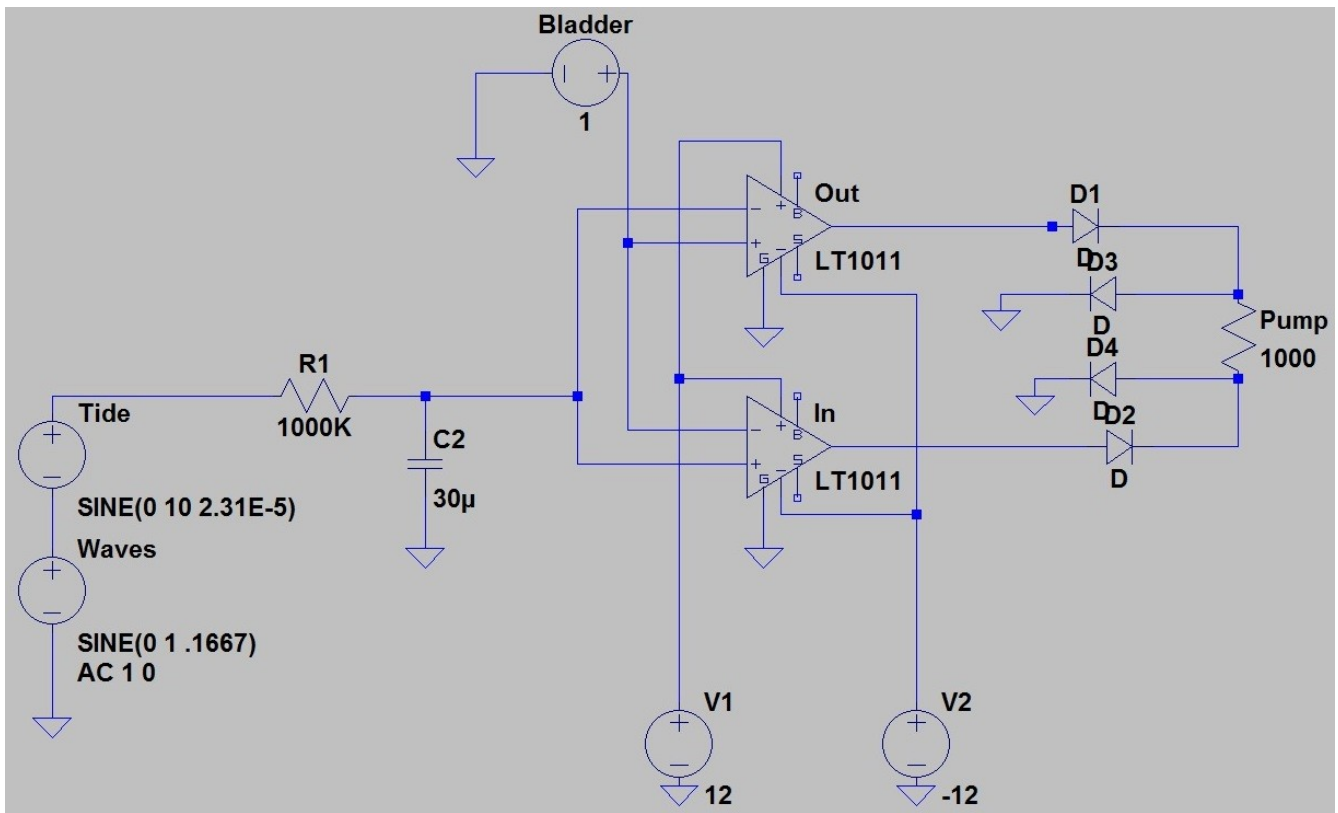 Bladder
1
Out
LT1011
D1
D
D3
D
Pump
1000
D4
D
D2
D
In
LT1011
R1
1000K
C2
30µ
Tide
SINE(0 10 2.31E-5)
Waves
SINE(0 1 .1667)
AC 1 0
V1
12
V2
-12
B
S
G
B
S
G